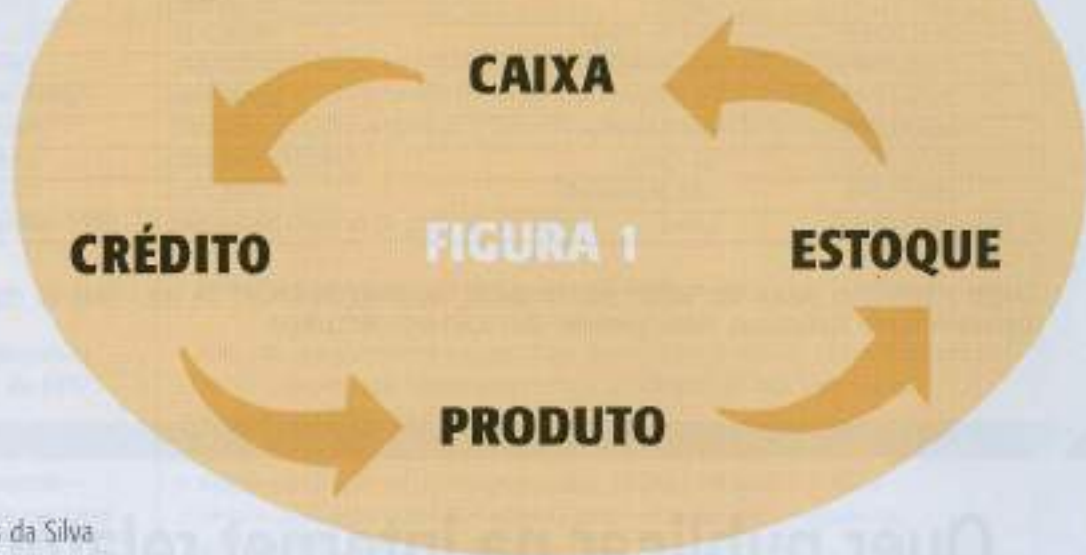 CAIXA
CRÉDITO
FIGURA 1
ESTOQUE
PRODUTO
da Silva